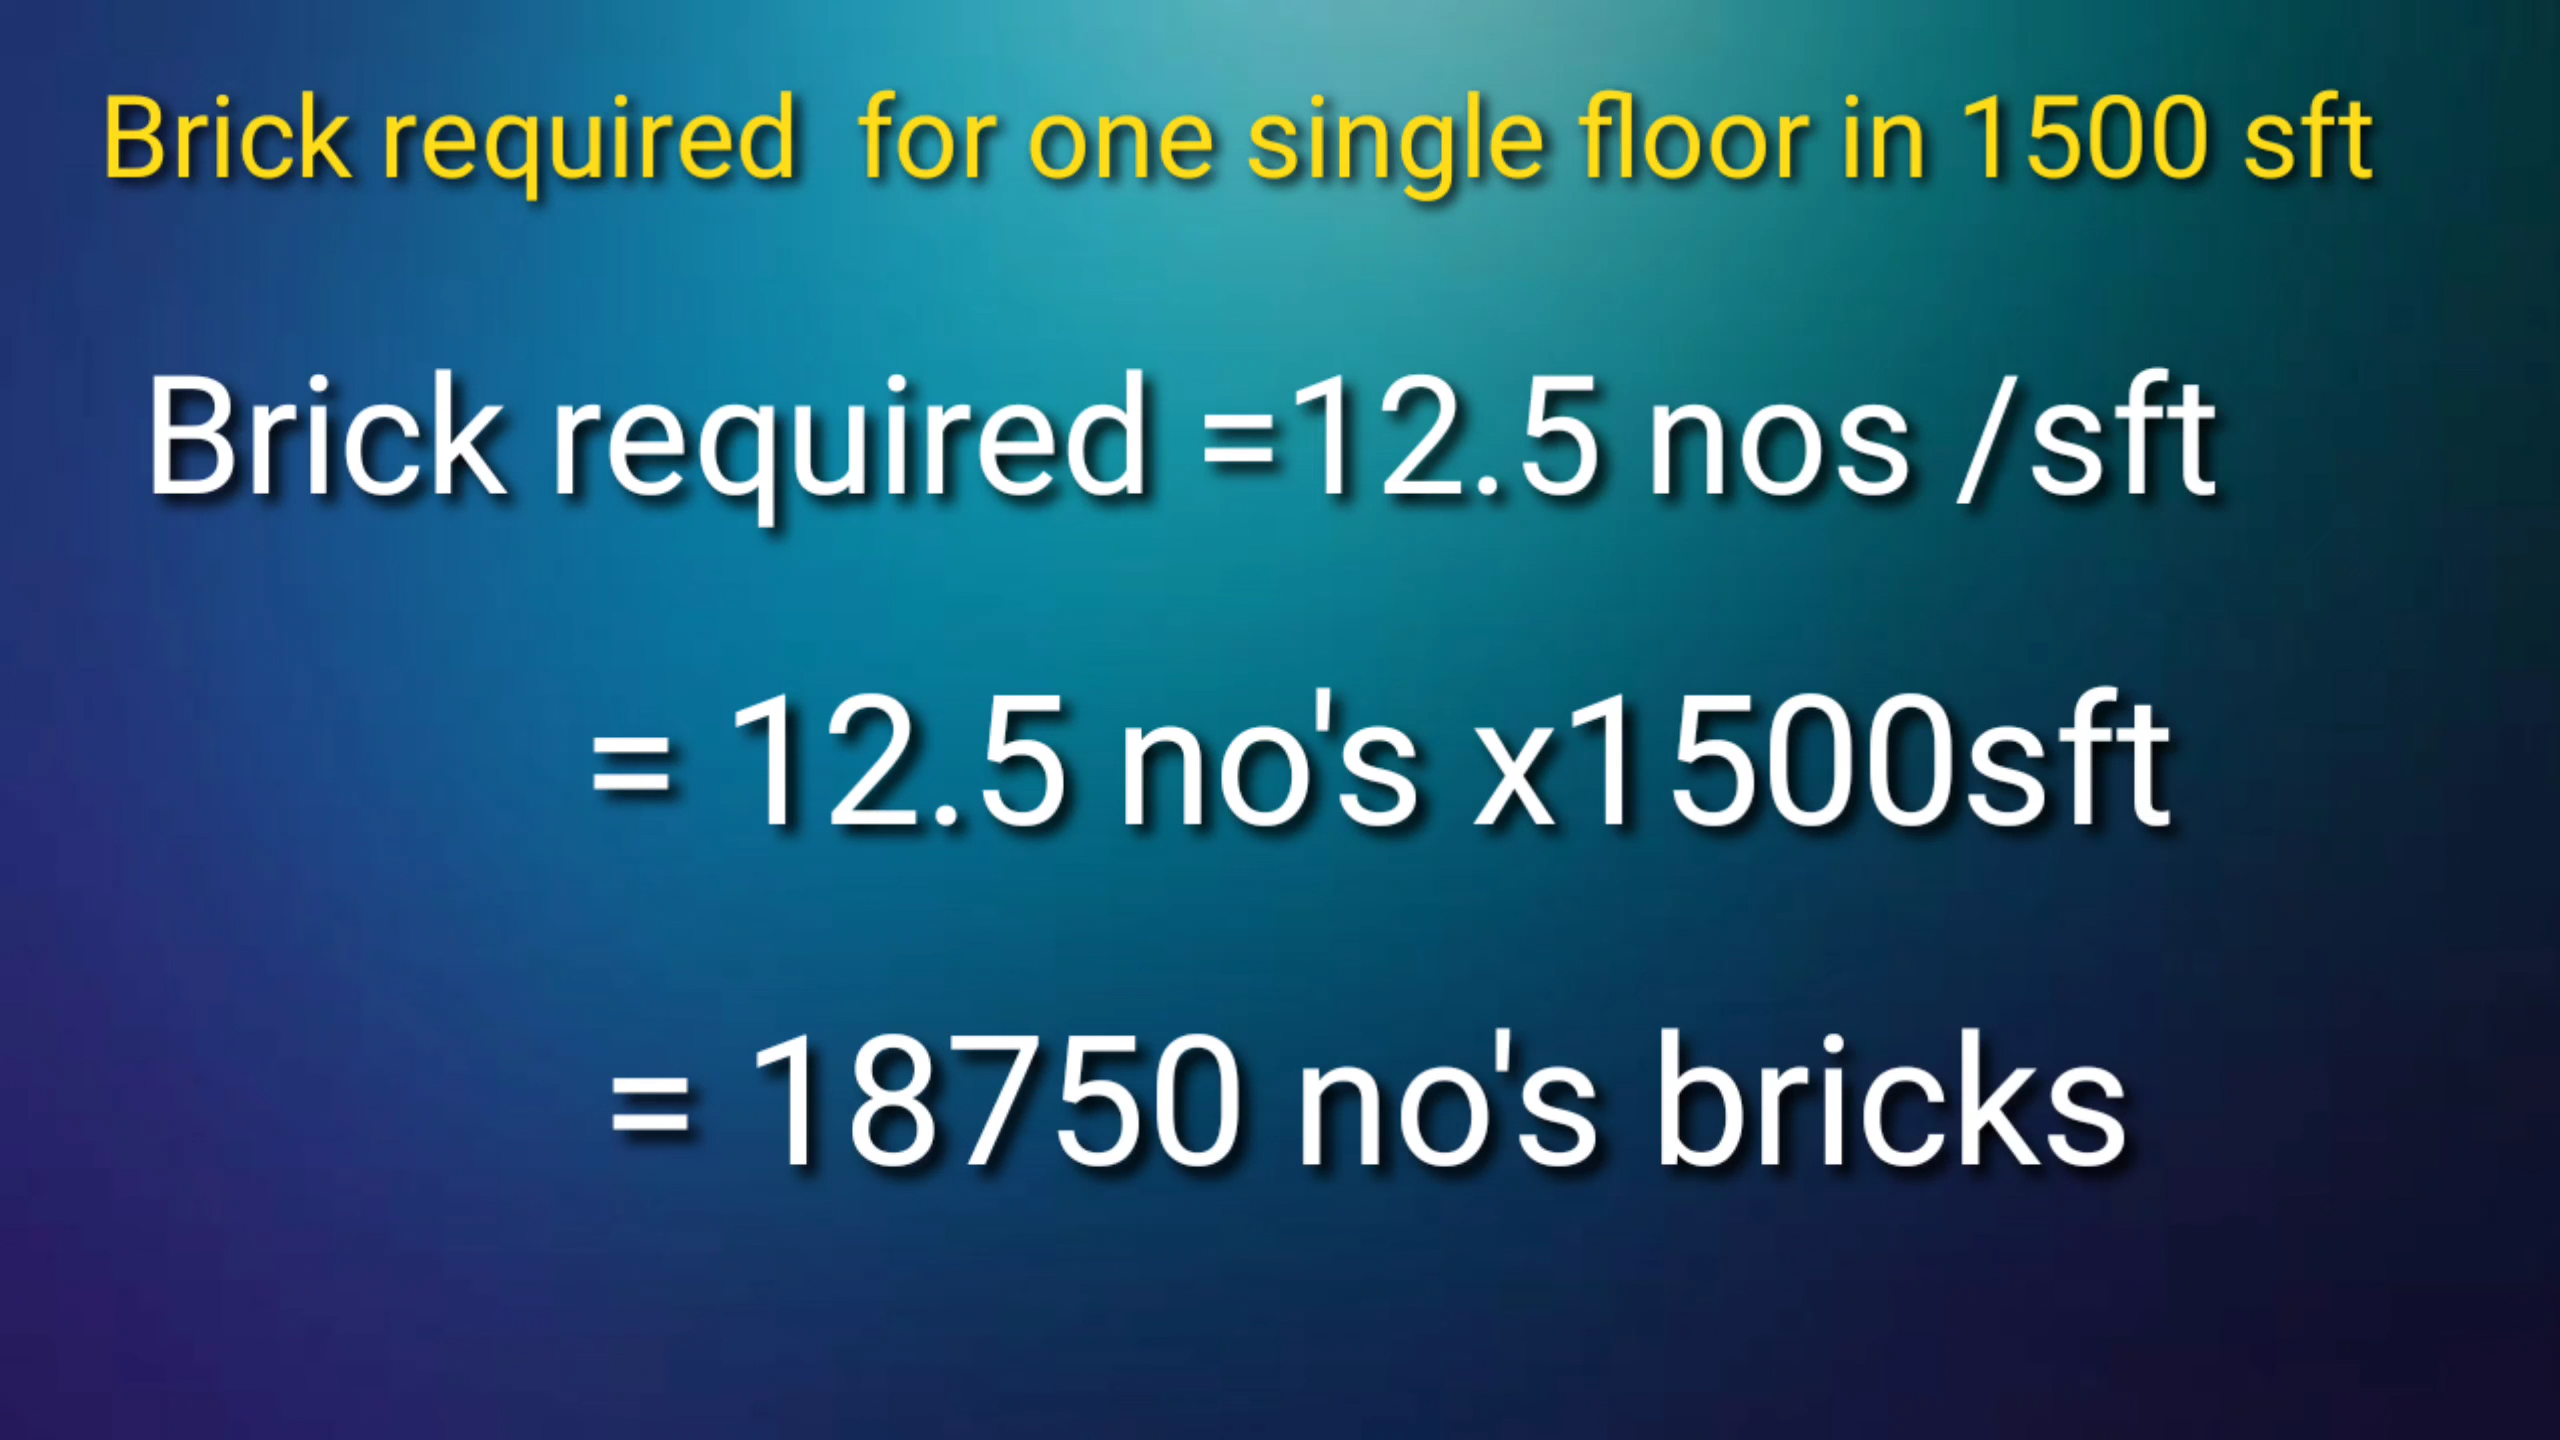 Brick required  for one single floor in 1500 sft
Brick required =12.5 nos /sft
= 12.5 no's x1500sft
= 18750 no's bricks